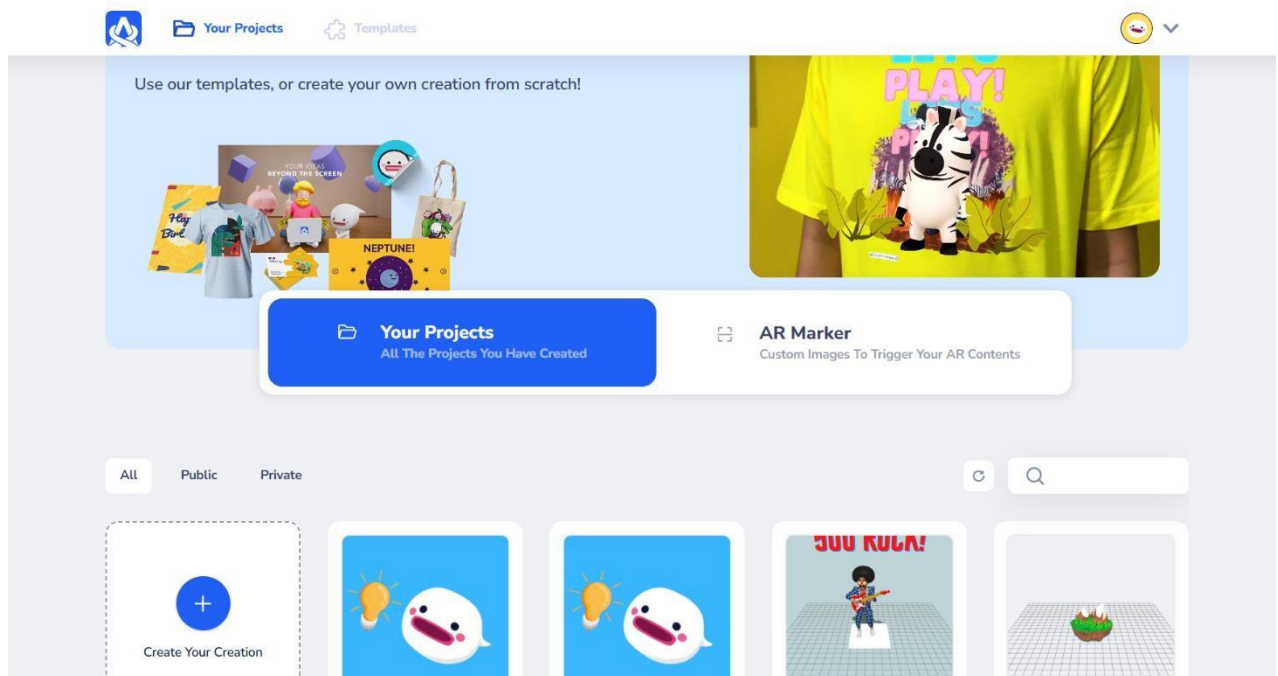 Your Projects
Templates
Use our templates, or create your own creation from scratch!
PLAY!
LETS
YOUR IDEAS
BEYOND THE SCREEN
NEPTUNE!
Your Projects
All The Projects You Have Created
AR Marker
Custom Images To Trigger Your AR Contents
All
Public
Private
Create Your Creation